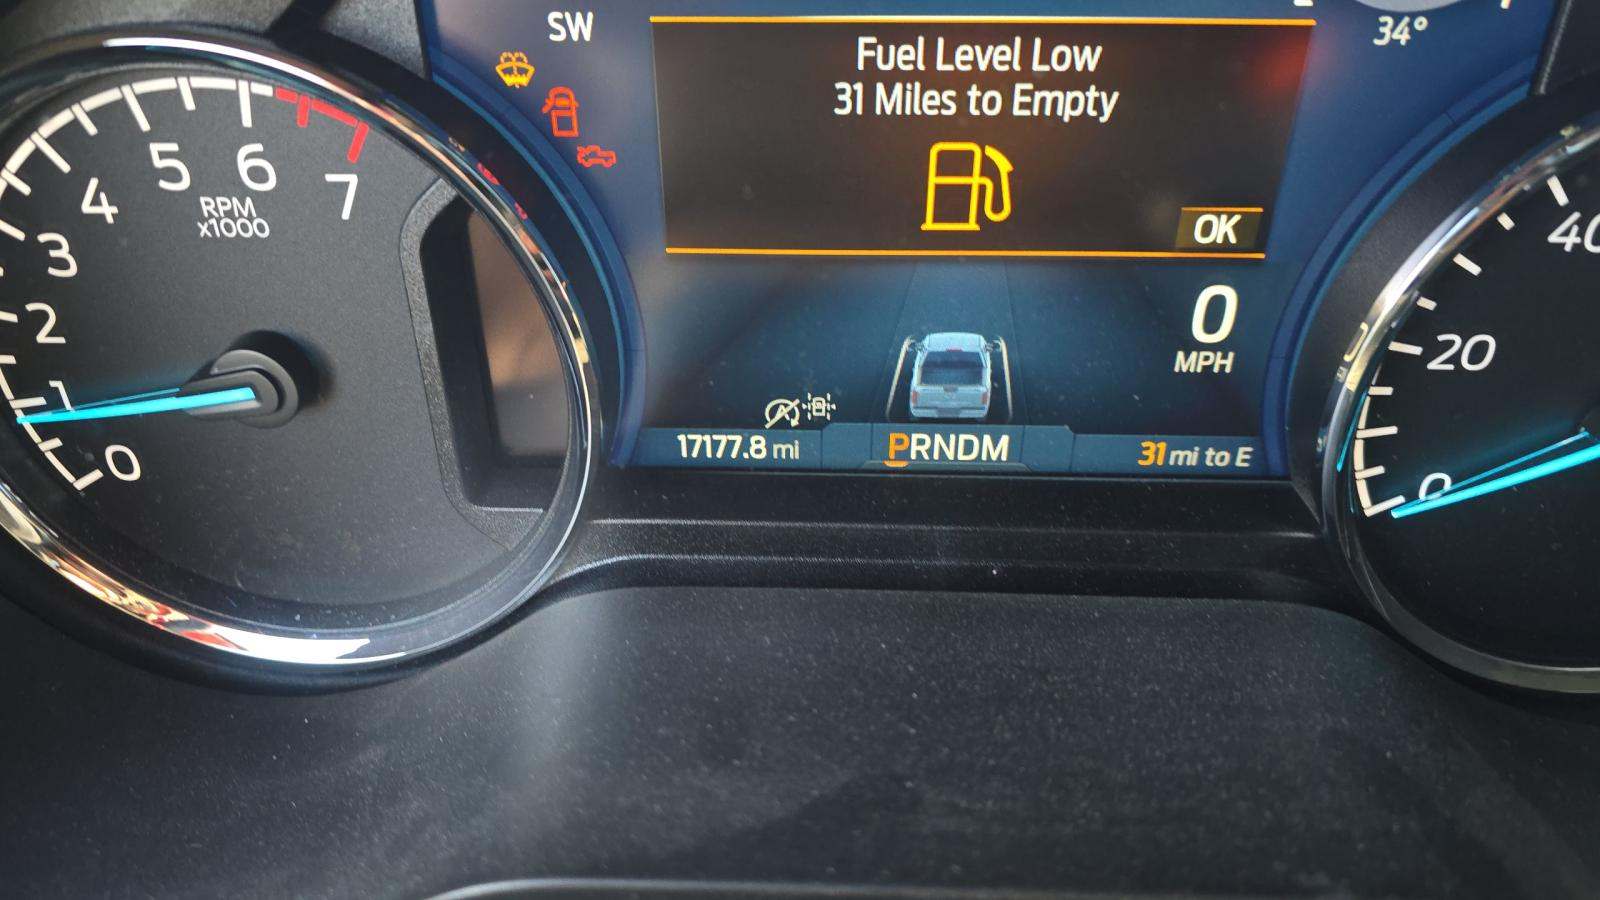 SW
34°
Fuel Level Low
31 Miles to Empty
OK
0
MPH
17177.8 mi
PRNDM
31 mi to E
0
1
2
3
4
5
6
7
RPM
x1000
0
20